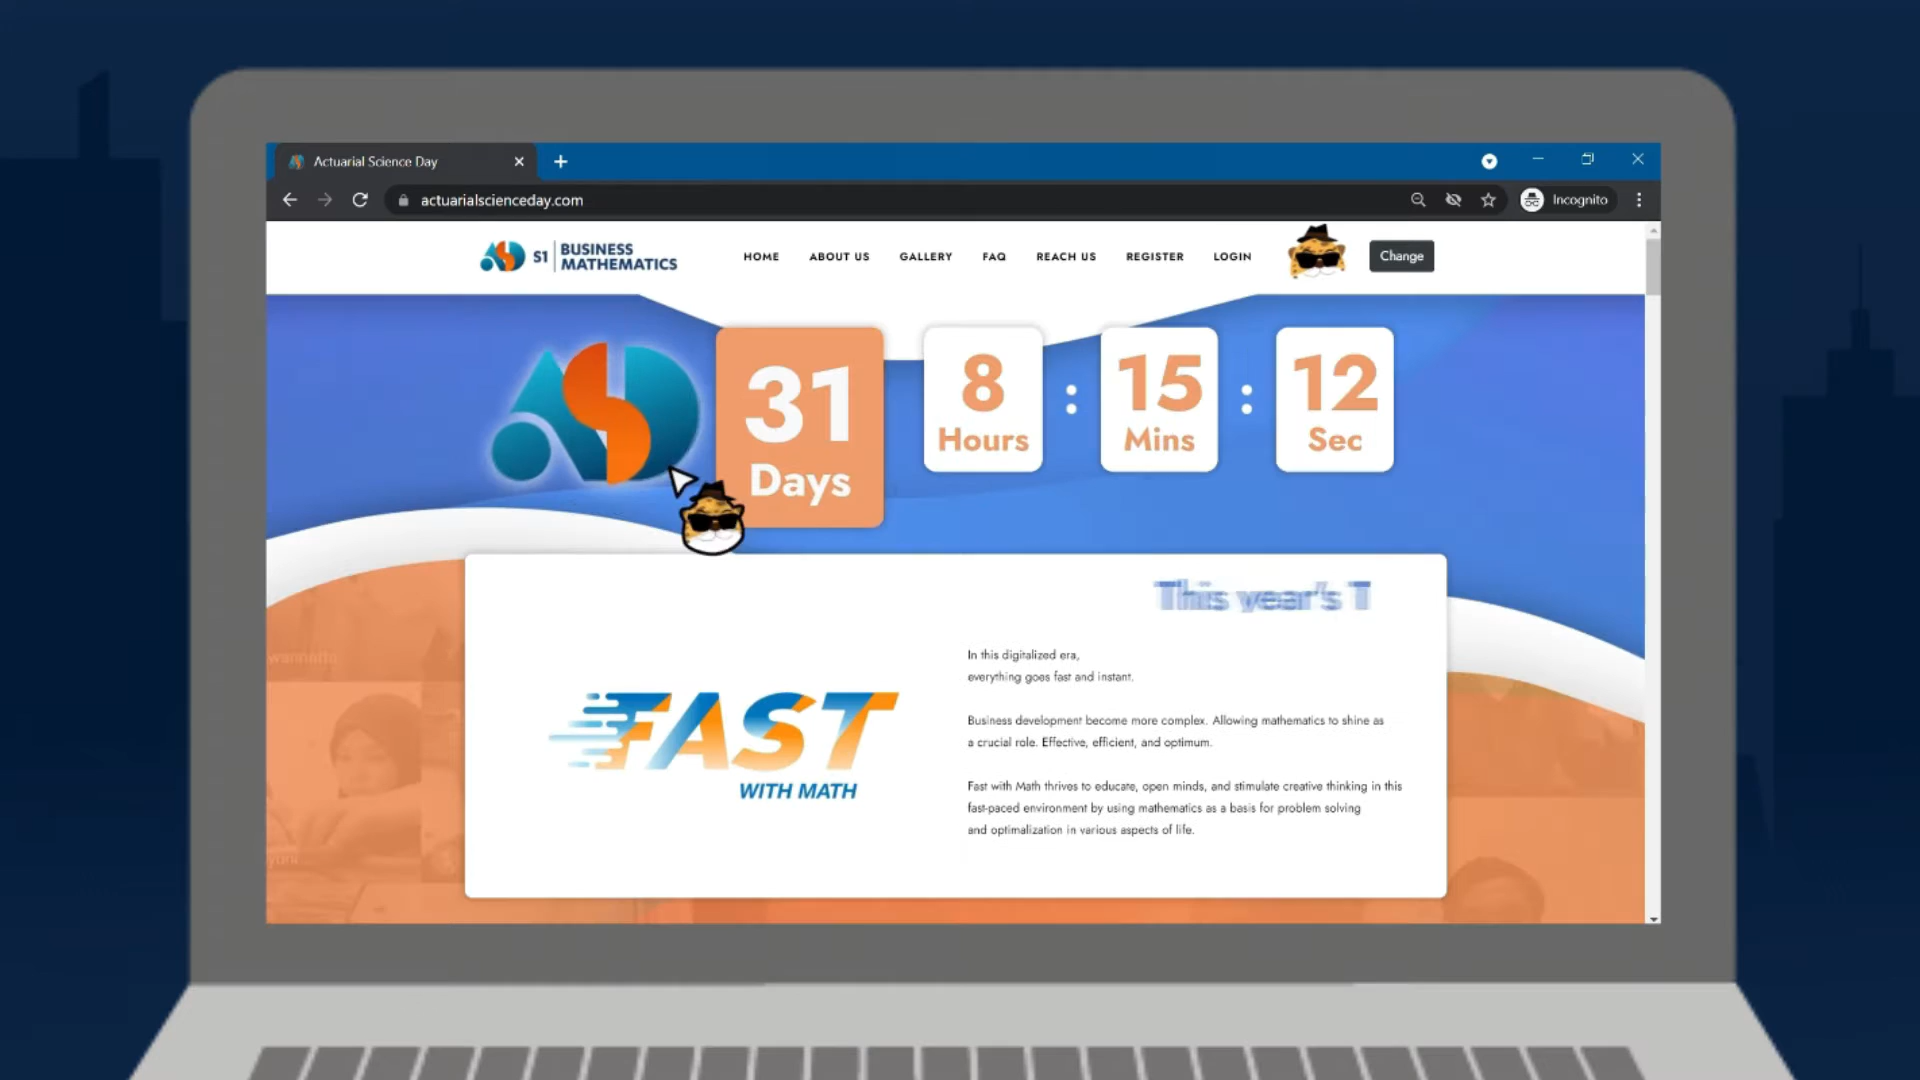 Actuarial Science Day
actuarialscienceday.com
Incognito
S1 BUSINESS
MATHEMATICS
HOME ABOUT US GALLERY FAQ REACH US REGISTER LOGIN
Change
31
Days
8
Hours
:
15
Mins
:
12
Sec
This year's T
FAST
WITH MATH
In this digitalized era,
everything goes fast and instant.
Business development become more complex. Allowing mathematics to shine as
a crucial role. Effective, efficient, and optimum.
Fast with Math thrives to educate, open minds, and stimulate creative thinking in this
fast-paced environment by using mathematics as a basis for problem solving
and optimalization in various aspects of life.